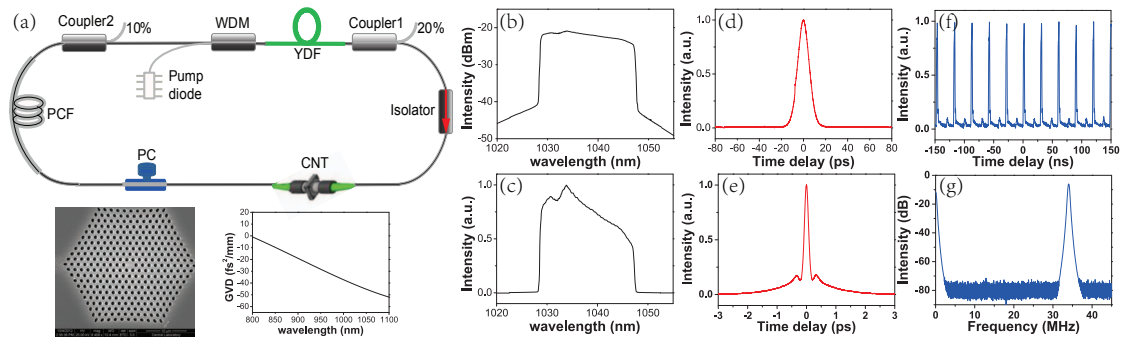 (a)
Coupler2
10%
WDM
YDF
Coupler1
20%
Pump
diode
PCF
Isolator
PC
CNT
GVD (fs²/mm)
20
10
0
-10
-20
-30
-40
-50
-60
800 850 900 950 1000 1050 1100
wavelength (nm)
(b)
Intensity (dBm)
-20
-30
-40
-50
1020 1030 1040 1050
wavelength (nm)
(c)
Intensity (a.u.)
1.0
0.5
0.0
1020 1030 1040 1050
wavelength (nm)
(d)
Intensity (a.u.)
1.0
0.5
0.0
-80 -60 -40 -20 0 20 40 60 80
Time delay (ps)
(e)
Intensity (a.u.)
1.0
0.5
0.0
-3 -2 -1 0 1 2 3
Time delay (ps)
(f)
Intensity (a.u.)
1.0
0.5
0.0
-150 -100 -50 0 50 100 150
Time delay (ns)
(g)
Intensity (dB)
0
-20
-40
-60
-80
0 10 20 30 40
Frequency (MHz)